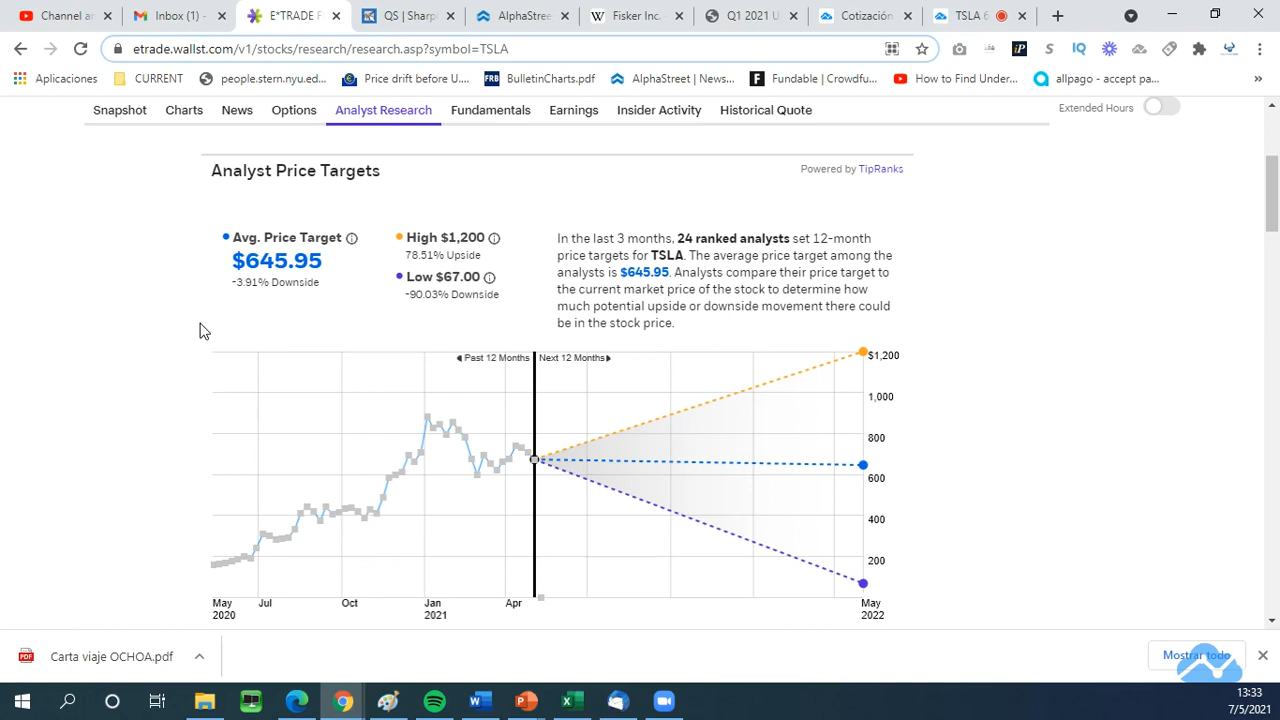 Channel an
Inbox (1) -
E*TRADE F
QS | Sharp
AlphaStree
Fisker Inc. -
Q1 2021 U
Cotización
TSLA 6
etrade.wallst.com/v1/stocks/research/research.asp?symbol=TSLA
Aplicaciones
CURRENT
people.stern.nyu.ed...
Price drift before U...
BulletinCharts.pdf
AlphaStreet | News...
Fundable | Crowdfu...
How to Find Under...
allpago - accept pa...
Snapshot
Charts
News
Options
Analyst Research
Fundamentals
Earnings
Insider Activity
Historical Quote
Extended Hours
Analyst Price Targets
Powered by TipRanks
Avg. Price Target
$645.95
-3.91% Downside
High $1,200
78.51% Upside
Low $67.00
-90.03% Downside
In the last 3 months, 24 ranked analysts set 12-month
price targets for TSLA. The average price target among the
analysts is $645.95. Analysts compare their price target to
the current market price of the stock to determine how
much potential upside or downside movement there could
be in the stock price.
Past 12 Months
Next 12 Months
$1,200
1,000
800
600
400
200
May
2020
Jul
Oct
Jan
2021
Apr
May
2022
Carta viaje OCHOA.pdf
Mostrar todo
13:33
7/5/2021